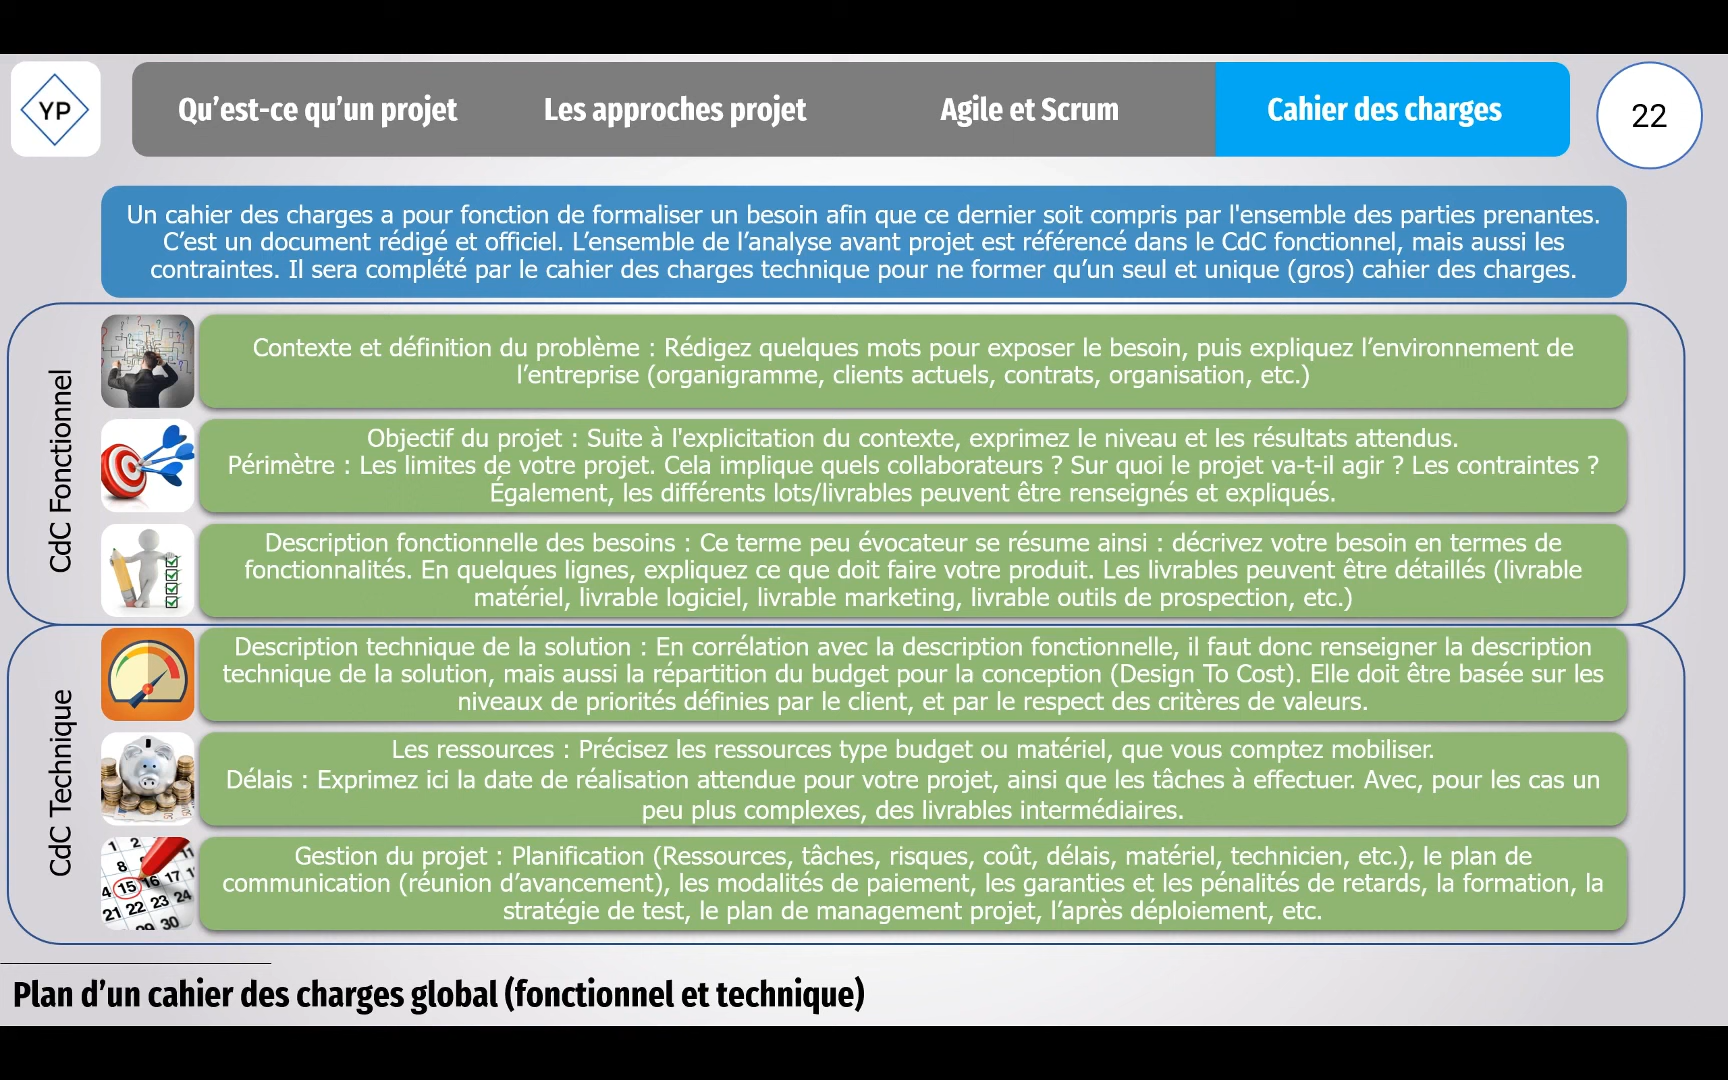 YP
Qu’est-ce qu’un projet
Les approches projet
Agile et Scrum
Cahier des charges
22
Un cahier des charges a pour fonction de formaliser un besoin afin que ce dernier soit compris par l'ensemble des parties prenantes.
C’est un document rédigé et officiel. L’ensemble de l’analyse avant projet est référencé dans le CdC fonctionnel, mais aussi les
contraintes. Il sera complété par le cahier des charges technique pour ne former qu’un seul et unique (gros) cahier des charges.
CdC Fonctionnel
Contexte et définition du problème : Rédigez quelques mots pour exposer le besoin, puis expliquez l’environnement de
l’entreprise (organigramme, clients actuels, contrats, organisation, etc.)
Objectif du projet : Suite à l'explicitation du contexte, exprimez le niveau et les résultats attendus.
Périmètre : Les limites de votre projet. Cela implique quels collaborateurs ? Sur quoi le projet va-t-il agir ? Les contraintes ?
Également, les différents lots/livrables peuvent être renseignés et expliqués.
Description fonctionnelle des besoins : Ce terme peu évocateur se résume ainsi : décrivez votre besoin en termes de
fonctionnalités. En quelques lignes, expliquez ce que doit faire votre produit. Les livrables peuvent être détaillés (livrable
matériel, livrable logiciel, livrable marketing, livrable outils de prospection, etc.)
CdC Technique
Description technique de la solution : En corrélation avec la description fonctionnelle, il faut donc renseigner la description
technique de la solution, mais aussi la répartition du budget pour la conception (Design To Cost). Elle doit être basée sur les
niveaux de priorités définies par le client, et par le respect des critères de valeurs.
Les ressources : Précisez les ressources type budget ou matériel, que vous comptez mobiliser.
Délais : Exprimez ici la date de réalisation attendue pour votre projet, ainsi que les tâches à effectuer. Avec, pour les cas un
peu plus complexes, des livrables intermédiaires.
1 2 11
8
4 15 16 17 1
21 22 23 24
29 30
Gestion du projet : Planification (Ressources, tâches, risques, coût, délais, matériel, technicien, etc.), le plan de
communication (réunion d’avancement), les modalités de paiement, les garanties et les pénalités de retards, la formation, la
stratégie de test, le plan de management projet, l’après déploiement, etc.
Plan d’un cahier des charges global (fonctionnel et technique)